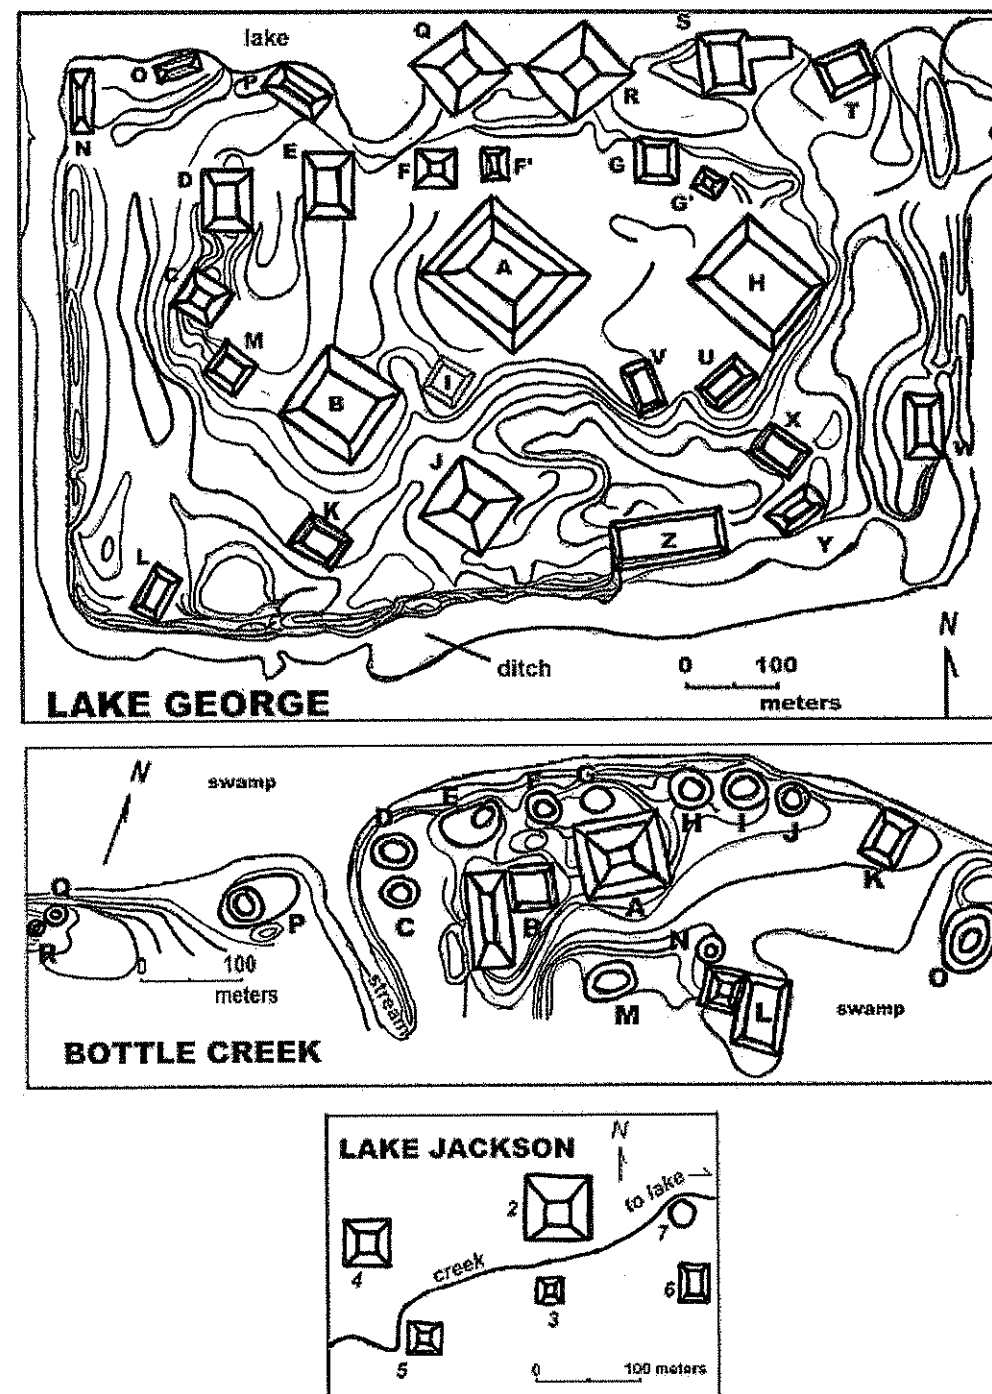 lake
Q
S
O
P
R
T
N
D
E
F
F'
G
G'
C
A
H
M
B
I
V
U
X
W
J
K
Z
Y
L
ditch
N
0 100
meters
LAKE GEORGE
N
swamp
D
E
F
G
H
I
J
K
Q
R
P
C
B
A
N
O
0 100
meters
stream
M
L
swamp
BOTTLE CREEK
LAKE JACKSON
N
2
to lake
7
4
creek
3
6
5
0 100 meters